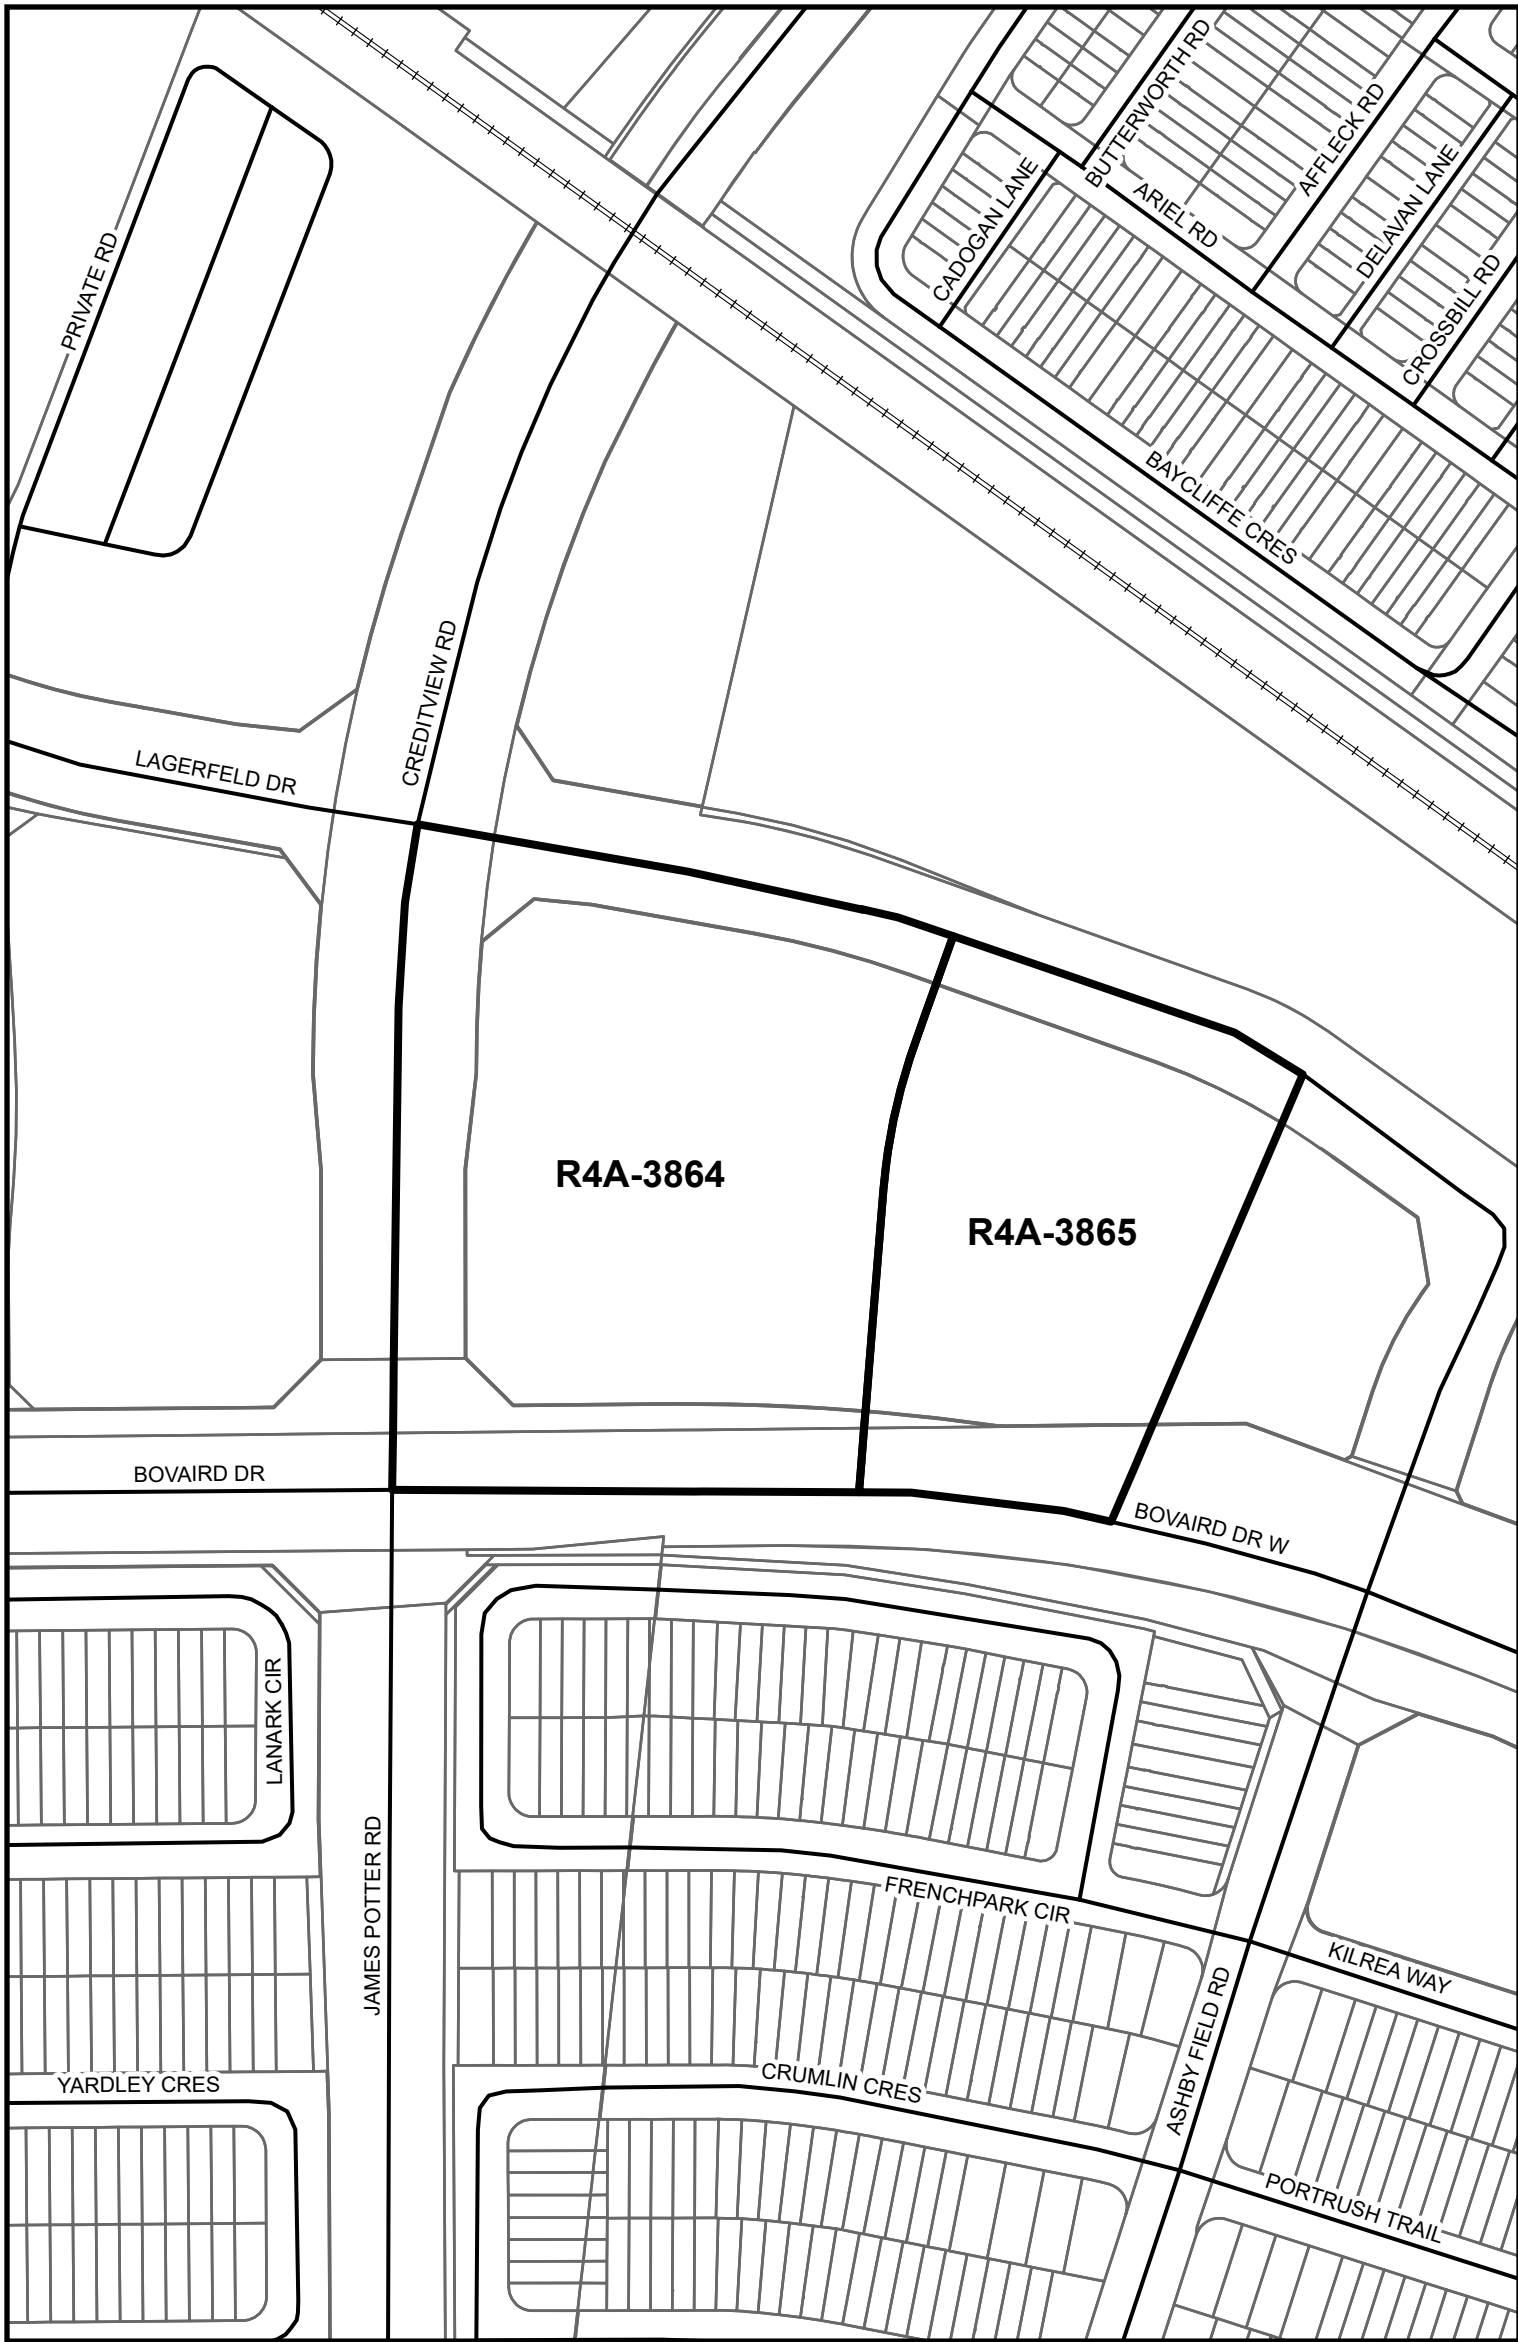 BUTTERWORTH RD
AFFLECK RD
CADOGAN LANE
ARIEL RD
DELAVAN LANE
PRIVATE RD
CROSSBILL RD
BAYCLIFFE CRES
CREDITVIEW RD
LAGERFELD DR
R4A-3864
R4A-3865
BOVAIRD DR
BOVAIRD DR W
LANARK CIR
JAMES POTTER RD
FRENCHPARK CIR
KILREA WAY
ASHBY FIELD RD
YARDLEY CRES
CRUMLIN CRES
PORTRUSH TRAIL